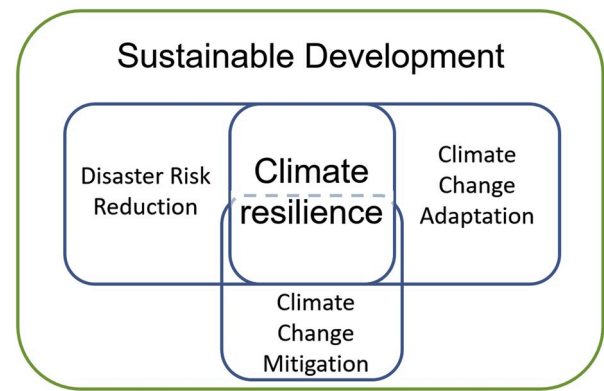 Sustainable Development
Disaster Risk
Reduction
Climate
resilience
Climate
Change
Adaptation
Climate
Change
Mitigation